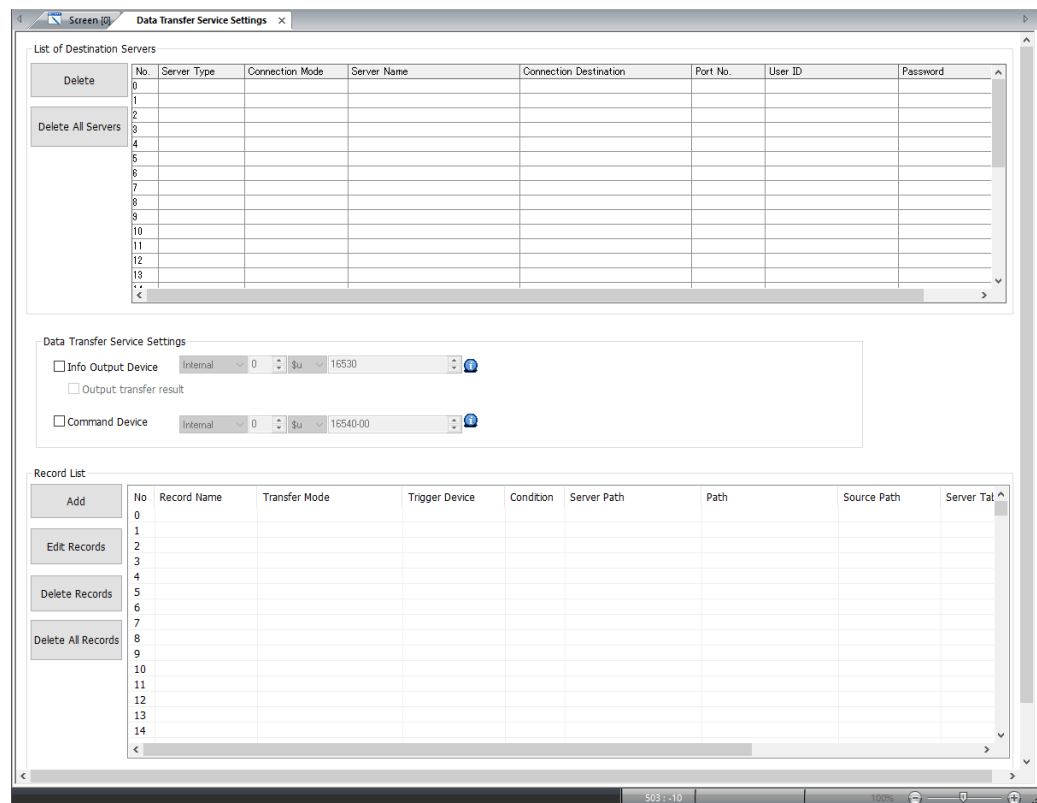 Screen [0] Data Transfer Service Settings ×
List of Destination Servers
Delete
Delete All Servers
No. Server Type Connection Mode Server Name Connection Destination Port No. User ID Password
0
1
2
3
4
5
6
7
8
9
10
11
12
13
Data Transfer Service Settings
Info Output Device Internal 0 $u 16530
Output transfer result
Command Device Internal 0 $u 16540-00
Record List
Add
Edit Records
Delete Records
Delete All Records
No Record Name Transfer Mode Trigger Device Condition Server Path Path Source Path Server Tal
0
1
2
3
4
5
6
7
8
9
10
11
12
13
14
503 : -10 100%